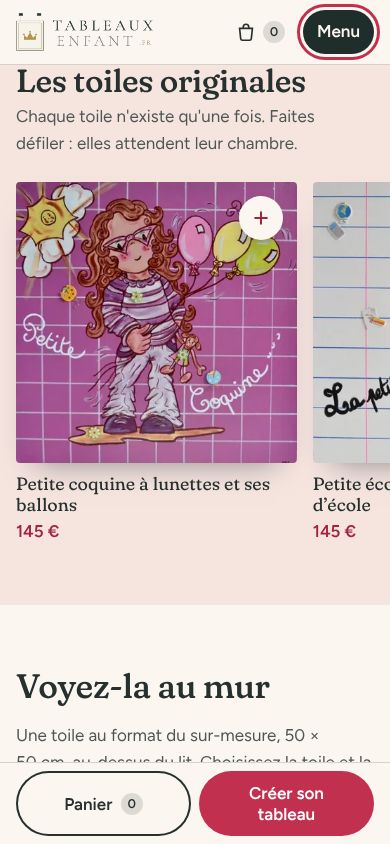 TABLEAUX
ENFANT .FR
0
Menu
Les toiles originales
Chaque toile n'existe qu'une fois. Faites
défiler : elles attendent leur chambre.
Petite
Coquine...
La peti
Petite coquine à lunettes et ses
ballons
145 €
Petite éco
d'école
145 €
Voyez-la au mur
Une toile au format du sur-mesure, 50 ×
50 cm, au-dessus du lit. Choisissez la toile et la
Panier 0
Créer son
tableau